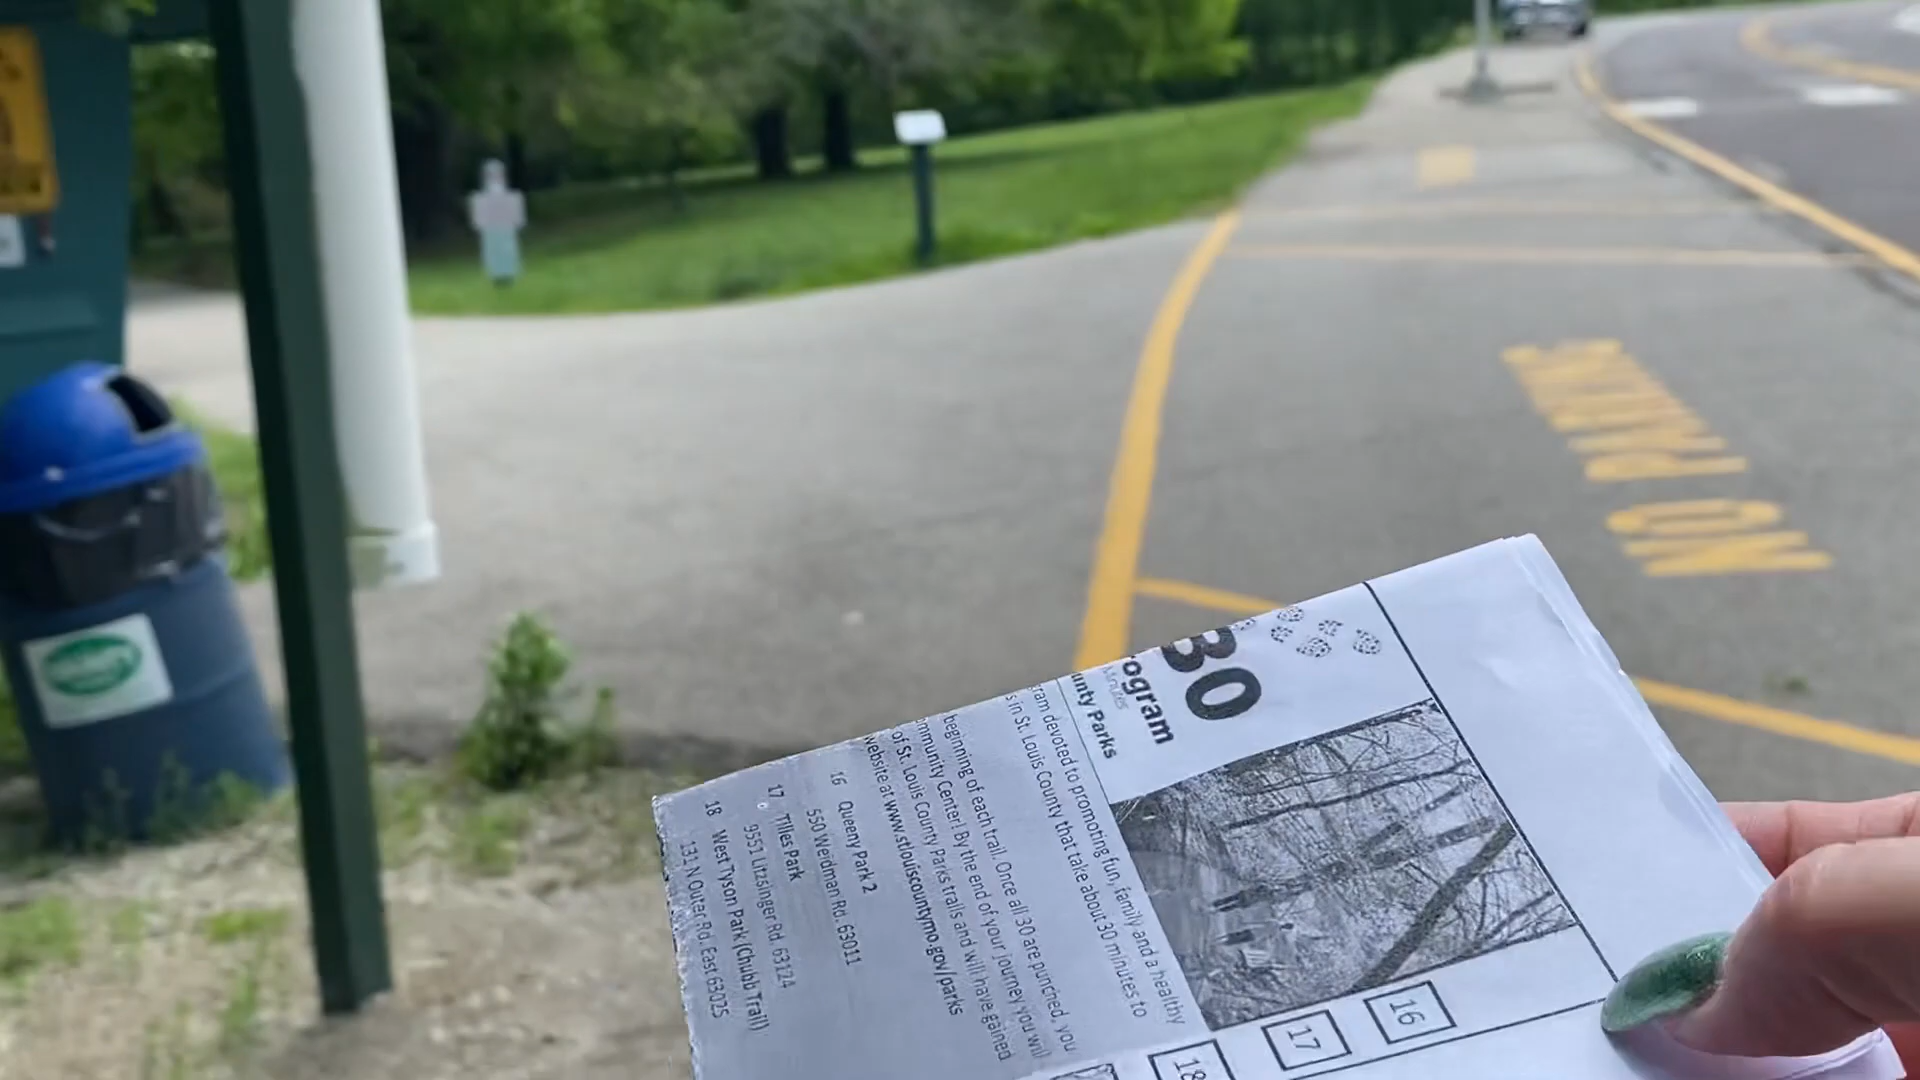 NO
PARKING
30
ogram
Minutes
unty Parks
ram devoted to promoting fun, family and a healthy
s in St. Louis County that take about 30 minutes to
beginning of each trail. Once all 30 are punched, you
mmunity Center! By the end of your journey you will
of St. Louis County Parks trails and will have gained
website at www.stlouiscountymo.gov/parks
16 Queeny Park 2
550 Weidman Rd. 63011
17 Tilles Park
9551 Litzsinger Rd. 63124
18 West Tyson Park (Chubb Trail)
131 N Outer Rd. East 63025
16
17
18